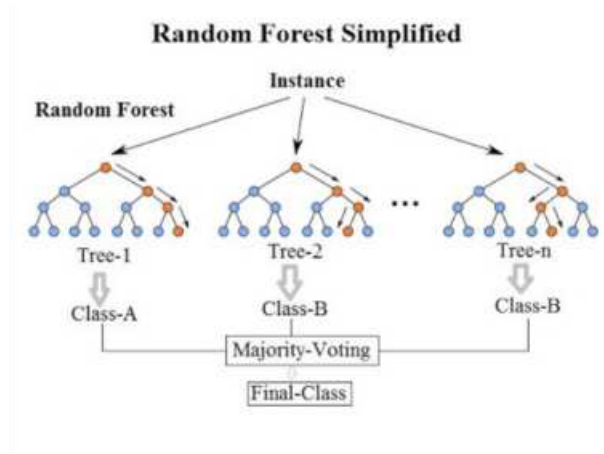 Random Forest Simplified
Instance
Random Forest
...
Tree-1
Tree-2
Tree-n
Class-A
Class-B
Class-B
Majority-Voting
Final-Class